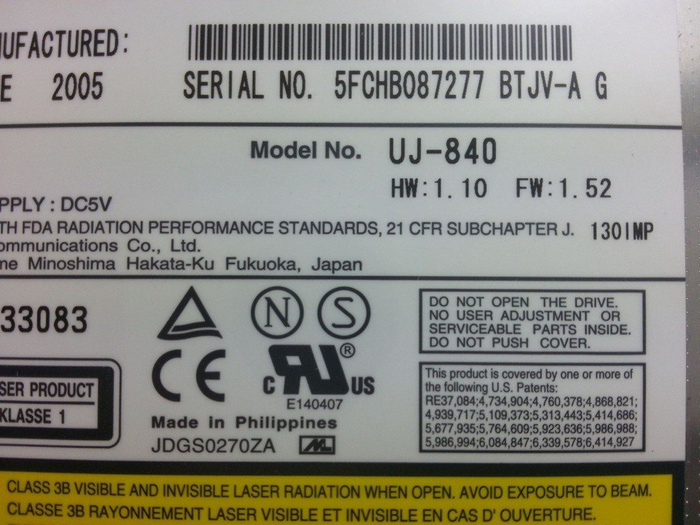 UFACTURED:
E 2005
SERIAL NO. 5FCHB087277 BTJV-A G
Model No. UJ-840
HW:1.10 FW:1.52
PPLY : DC5V
TH FDA RADIATION PERFORMANCE STANDARDS, 21 CFR SUBCHAPTER J. 1301MP
ommunications Co., Ltd.
me Minoshima Hakata-Ku Fukuoka, Japan
33083
N S
DO NOT OPEN THE DRIVE.
NO USER ADJUSTMENT OR
SERVICEABLE PARTS INSIDE.
DO NOT PUSH COVER.
SER PRODUCT
KLASSE 1
CE
c RU® US
E140407
Made in Philippines
JDGS0270ZA
This product is covered by one or more of
the following U.S. Patents:
RE37,084;4,734,904;4,760,378;4,868,821;
4,939,717;5,109,373;5,313,443;5,414,686;
5,677,935;5,764,609;5,923,636;5,986,988;
5,986,994;6,084,847;6,339,578;6,414,927
CLASS 3B VISIBLE AND INVISIBLE LASER RADIATION WHEN OPEN. AVOID EXPOSURE TO BEAM.
CLASSE 3B RAYONNEMENT LASER VISIBLE ET INVISIBLE EN CAS D' OUVERTURE.